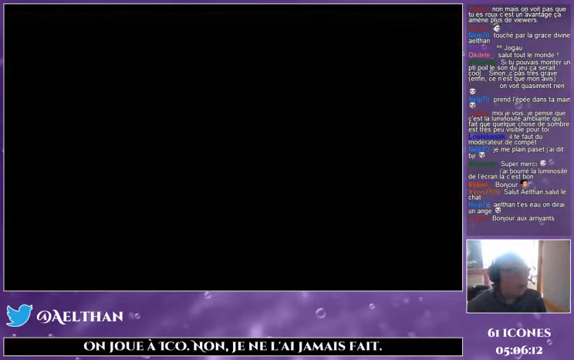 non mais on voit pas que
tu es roux c'est un avantage ça
amène plus de viewers
touché par la grace divine
aelthan
^^ Jogau
salut tout le monde !
Si tu pouvais monter un
pti poil le son du jeu ça serait
cool. Sinon, c pas très grave
(enfin, ce n'est que mon avis)
on voit quasiment rien
prend l'épée dans ta main
moi je vois. je pense que
c'est la luminosité ambiante qui
fait que quelque chose de sombre
est très peu visible pour toi
il te faut du
modérateur de compet
je me plain paset j'ai dit
bjr
Super merci
j'ai bourré la luminosité
de l'écran là c'est bon
Bonjour
Salut Aelthan salut le
chat
aelthan t'es eau on dirai
un ange
Bonjour aux arrivants
@Aelthan
61 icones
05:06:12
On joue à Ico. Non, je ne l'ai jamais fait.